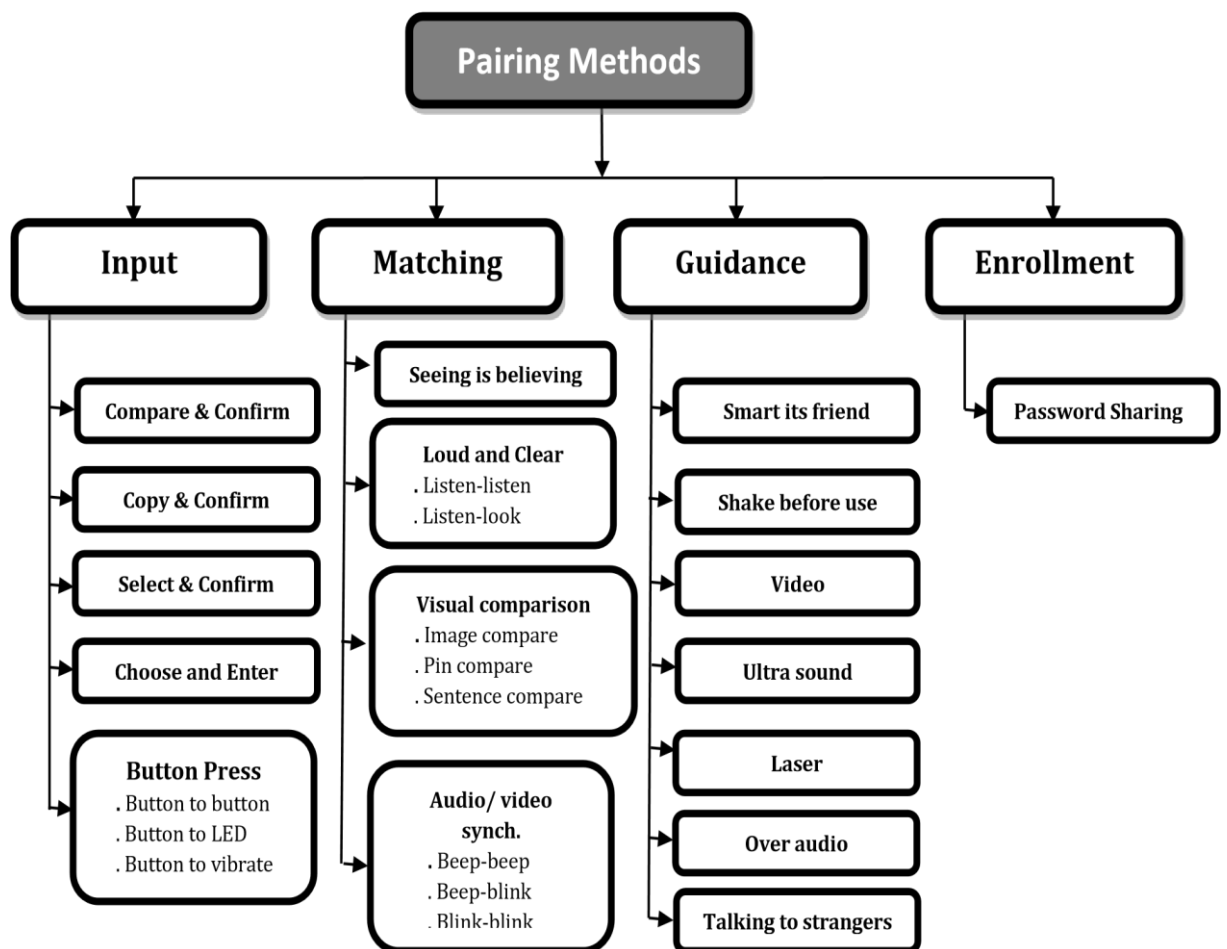 Pairing Methods
Input
Matching
Guidance
Enrollment
Compare & Confirm
Copy & Confirm
Select & Confirm
Choose and Enter
Button Press
. Button to button
. Button to LED
. Button to vibrate
Seeing is believing
Loud and Clear
. Listen-listen
. Listen-look
Visual comparison
. Image compare
. Pin compare
. Sentence compare
Audio/ video
synch.
. Beep-beep
. Beep-blink
. Blink-blink
Smart its friend
Shake before use
Video
Ultra sound
Laser
Over audio
Talking to strangers
Password Sharing